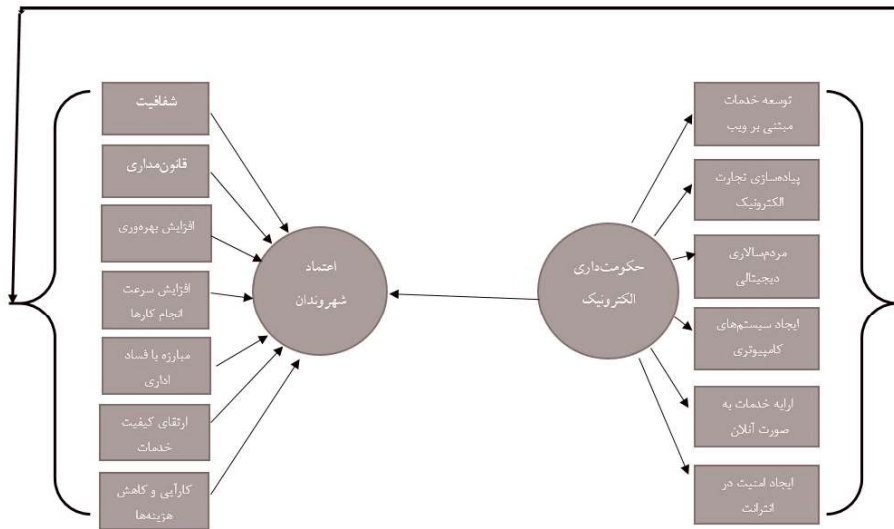 توسعه خدمات
مبتنی بر وب
پیاده‌سازی تجارت
الکترونیک
مردم‌سالاری
دیجیتالی
ایجاد سیستم‌های
کامپیوتری
ارایه خدمات به
صورت آنلان
ایجاد امنیت در
انترانت
حکومت‌داری
الکترونیک
اعتماد
شهروندان
شفافیت
قانون‌مداری
افزایش بهره‌وری
افزایش سرعت
انجام کارها
مبارزه با فساد
اداری
ارتقای کیفیت
خدمات
کارآیی و کاهش
هزینه‌ها